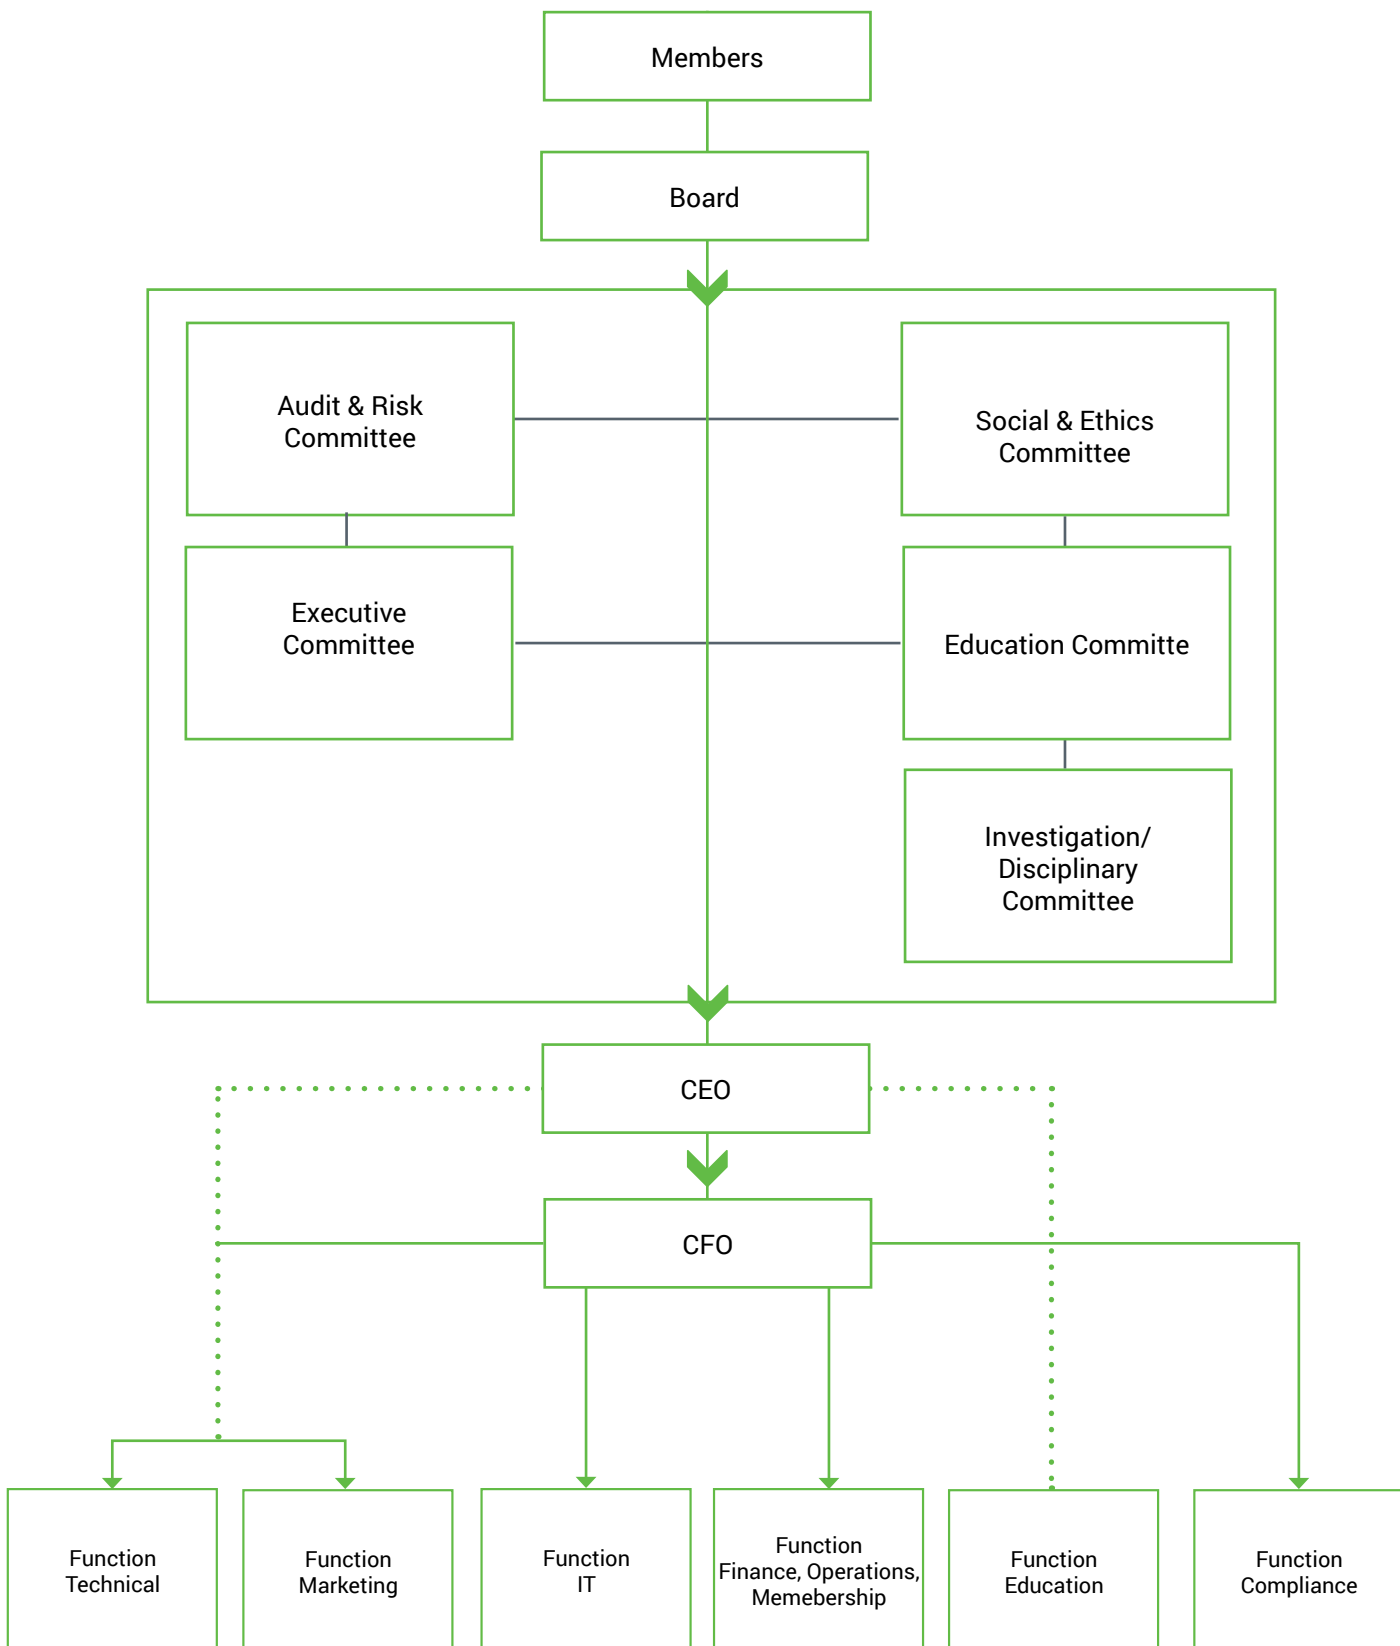 Members
Board
Audit & Risk
Committee
Social & Ethics
Committee
Executive
Committee
Education Committe
Investigation/
Disciplinary
Committee
CEO
CFO
Function
Technical
Function
Marketing
Function
IT
Function
Finance, Operations,
Memebership
Function
Education
Function
Compliance